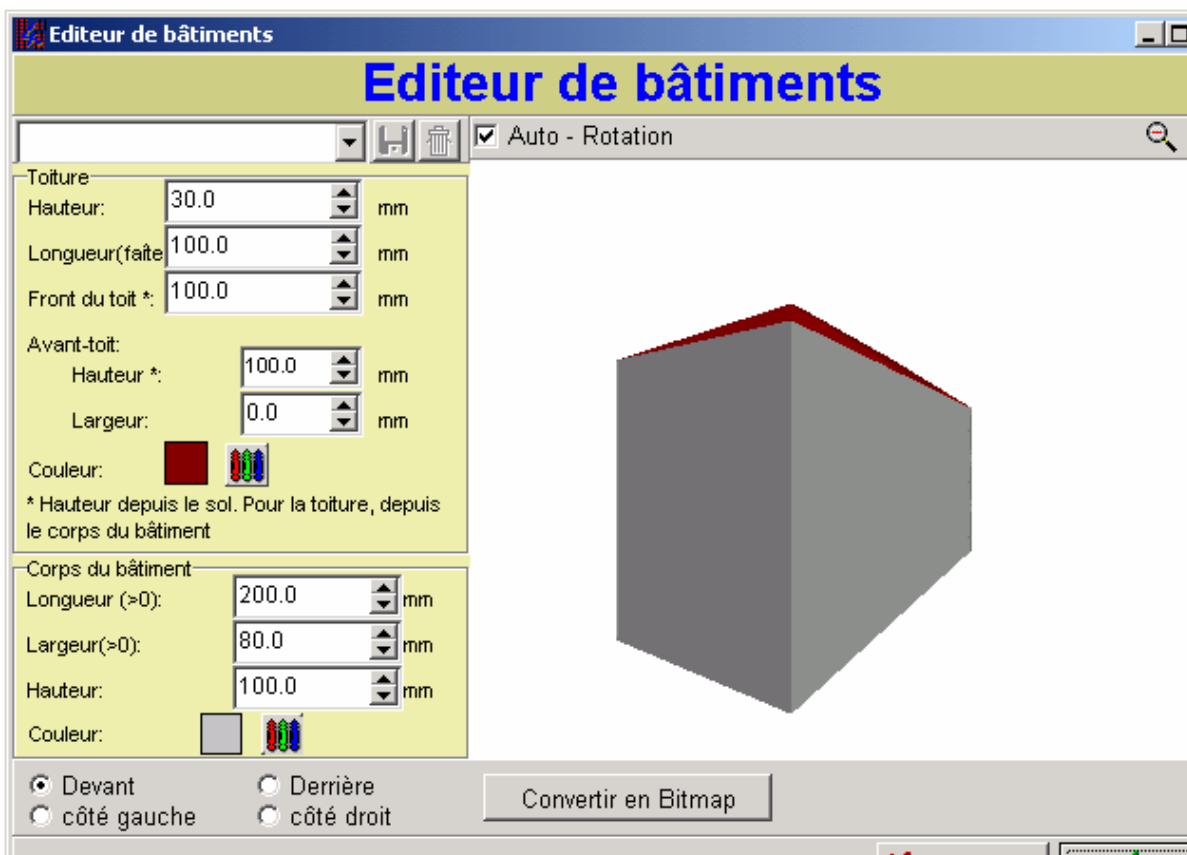 Editeur de bâtiments
Editeur de bâtiments
Auto - Rotation
Toiture
Hauteur: 30.0 mm
Longueur(faîte 100.0 mm
Front du toit *: 100.0 mm
Avant-toit:
Hauteur *: 100.0 mm
Largeur: 0.0 mm
Couleur:
* Hauteur depuis le sol. Pour la toiture, depuis
le corps du bâtiment
Corps du bâtiment
Longueur (>0): 200.0 mm
Largeur(>0): 80.0 mm
Hauteur: 100.0 mm
Couleur:
Devant Derrière
côté gauche côté droit
Convertir en Bitmap